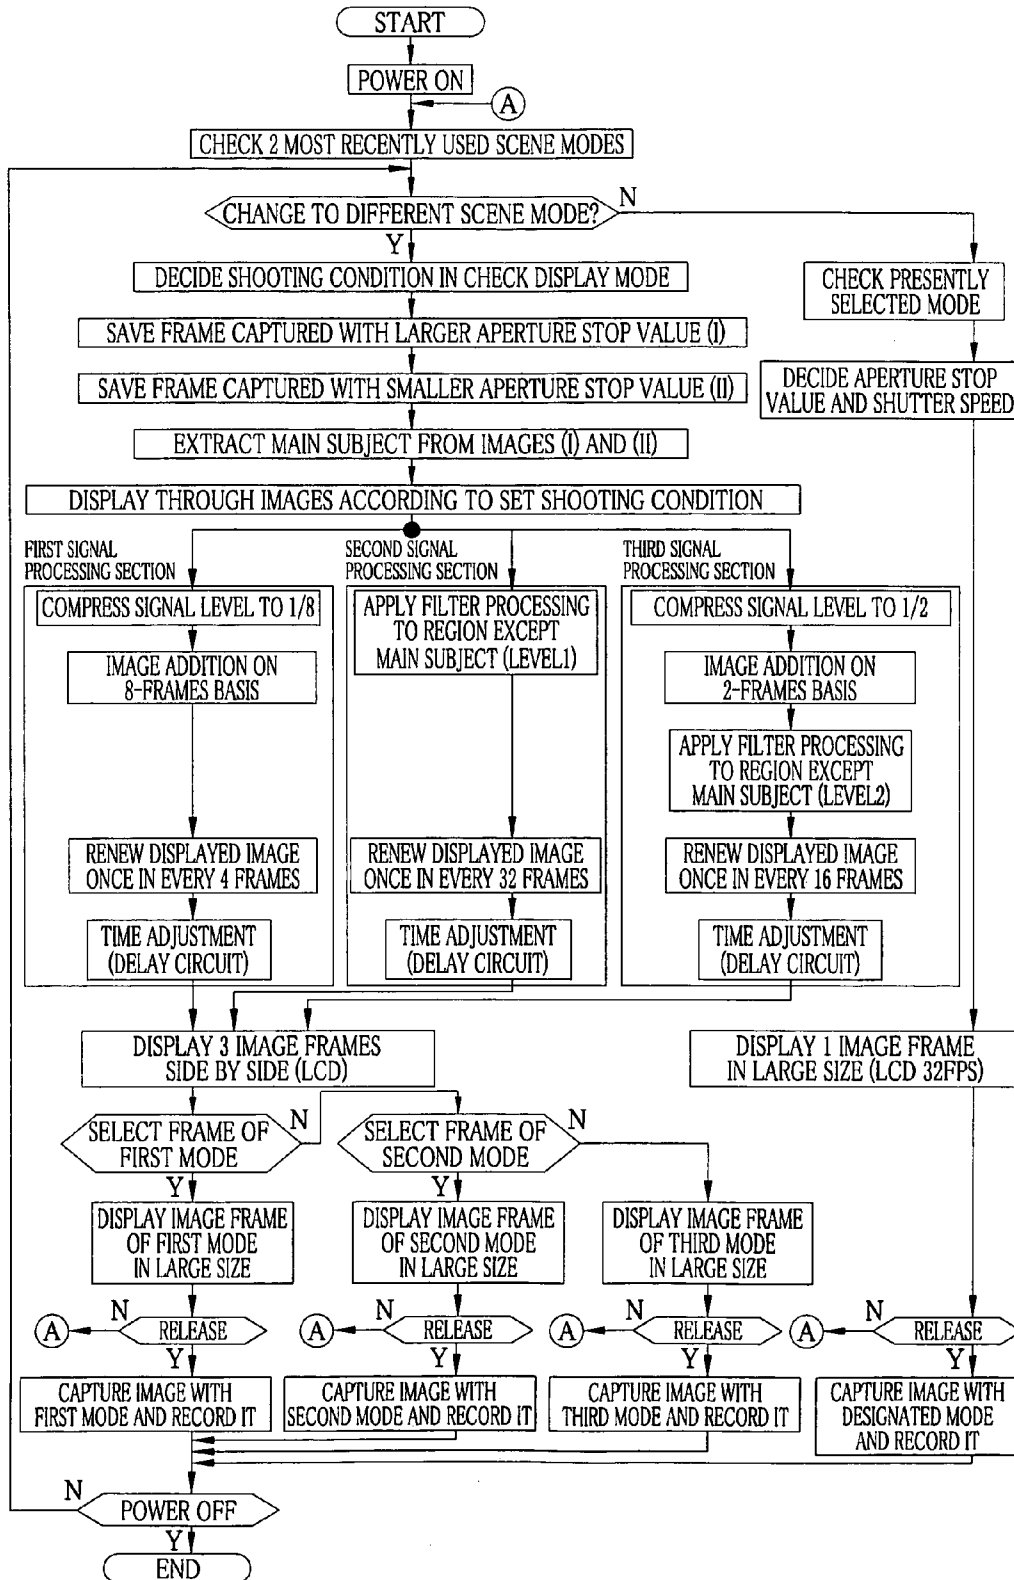 START
POWER ON
A
CHECK 2 MOST RECENTLY USED SCENE MODES
CHANGE TO DIFFERENT SCENE MODE?
N
Y
DECIDE SHOOTING CONDITION IN CHECK DISPLAY MODE
CHECK PRESENTLY
SELECTED MODE
SAVE FRAME CAPTURED WITH LARGER APERTURE STOP VALUE (I)
SAVE FRAME CAPTURED WITH SMALLER APERTURE STOP VALUE (II)
DECIDE APERTURE STOP
VALUE AND SHUTTER SPEED
EXTRACT MAIN SUBJECT FROM IMAGES (I) AND (II)
DISPLAY THROUGH IMAGES ACCORDING TO SET SHOOTING CONDITION
FIRST SIGNAL
PROCESSING SECTION
COMPRESS SIGNAL LEVEL TO 1/8
IMAGE ADDITION ON
8-FRAMES BASIS
RENEW DISPLAYED IMAGE
ONCE IN EVERY 4 FRAMES
TIME ADJUSTMENT
(DELAY CIRCUIT)
SECOND SIGNAL
PROCESSING SECTION
APPLY FILTER PROCESSING
TO REGION EXCEPT
MAIN SUBJECT (LEVEL1)
RENEW DISPLAYED IMAGE
ONCE IN EVERY 32 FRAMES
TIME ADJUSTMENT
(DELAY CIRCUIT)
THIRD SIGNAL
PROCESSING SECTION
COMPRESS SIGNAL LEVEL TO 1/2
IMAGE ADDITION ON
2-FRAMES BASIS
APPLY FILTER PROCESSING
TO REGION EXCEPT
MAIN SUBJECT (LEVEL2)
RENEW DISPLAYED IMAGE
ONCE IN EVERY 16 FRAMES
TIME ADJUSTMENT
(DELAY CIRCUIT)
DISPLAY 3 IMAGE FRAMES
SIDE BY SIDE (LCD)
DISPLAY 1 IMAGE FRAME
IN LARGE SIZE (LCD 32FPS)
SELECT FRAME OF
FIRST MODE
N
Y
SELECT FRAME OF
SECOND MODE
N
Y
DISPLAY IMAGE FRAME
OF FIRST MODE
IN LARGE SIZE
DISPLAY IMAGE FRAME
OF SECOND MODE
IN LARGE SIZE
DISPLAY IMAGE FRAME
OF THIRD MODE
IN LARGE SIZE
A
N
RELEASE
Y
A
N
RELEASE
Y
A
N
RELEASE
Y
A
N
RELEASE
Y
CAPTURE IMAGE WITH
FIRST MODE AND RECORD IT
CAPTURE IMAGE WITH
SECOND MODE AND RECORD IT
CAPTURE IMAGE WITH
THIRD MODE AND RECORD IT
CAPTURE IMAGE WITH
DESIGNATED MODE
AND RECORD IT
N
POWER OFF
Y
END